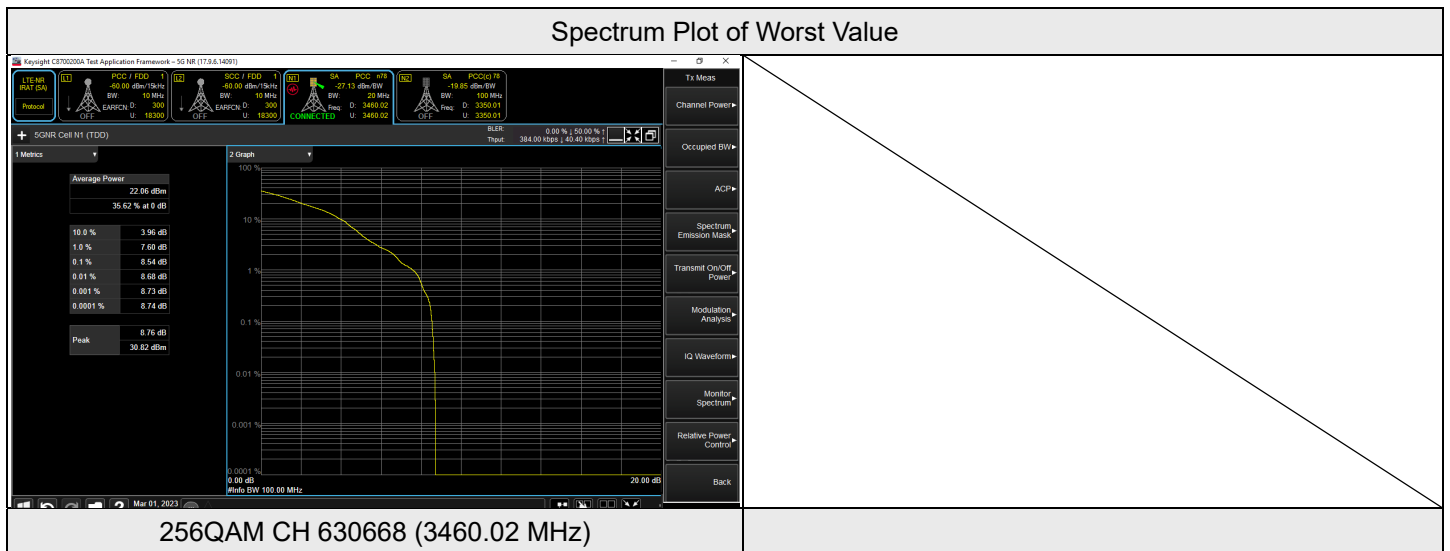 Spectrum Plot of Worst Value
Keysight C8700200A Test Application Framework – 5G NR (17.9.6.14091)
LTE-NR
IRAT (SA)
Protocol
L1
PCC / FDD 1
-60.00 dBm/15kHz
BW: 10 MHz
EARFCN: D: 300
OFF U: 18300
L2
SCC / FDD 1
-60.00 dBm/15kHz
BW: 10 MHz
EARFCN: D: 300
OFF U: 18300
N1
SA PCC n78
-27.13 dBm/BW
BW: 20 MHz
Freq: D: 3460.02
CONNECTED U: 3460.02
N2
SA PCC(c) 78
-19.85 dBm/BW
BW: 100 MHz
Freq: D: 3350.01
OFF U: 3350.01
5GNR Cell N1 (TDD)
BLER: 0.00 % ↓ 50.00 % ↑
Thput: 384.00 kbps ↓ 40.40 kbps ↑
1 Metrics
Average Power
22.06 dBm
35.62 % at 0 dB
10.0 % 3.96 dB
1.0 % 7.60 dB
0.1 % 8.54 dB
0.01 % 8.68 dB
0.001 % 8.73 dB
0.0001 % 8.74 dB
Peak
8.76 dB
30.82 dBm
2 Graph
100 %
10 %
1 %
0.1 %
0.01 %
0.001 %
0.0001 %
0.00 dB 20.00 dB
#Info BW 100.00 MHz
Tx Meas
Channel Power
Occupied BW
ACP
Spectrum
Emission Mask
Transmit On/Off
Power
Modulation
Analysis
IQ Waveform
Monitor
Spectrum
Relative Power
Control
Back
?
Mar 01, 2023
256QAM CH 630668 (3460.02 MHz)